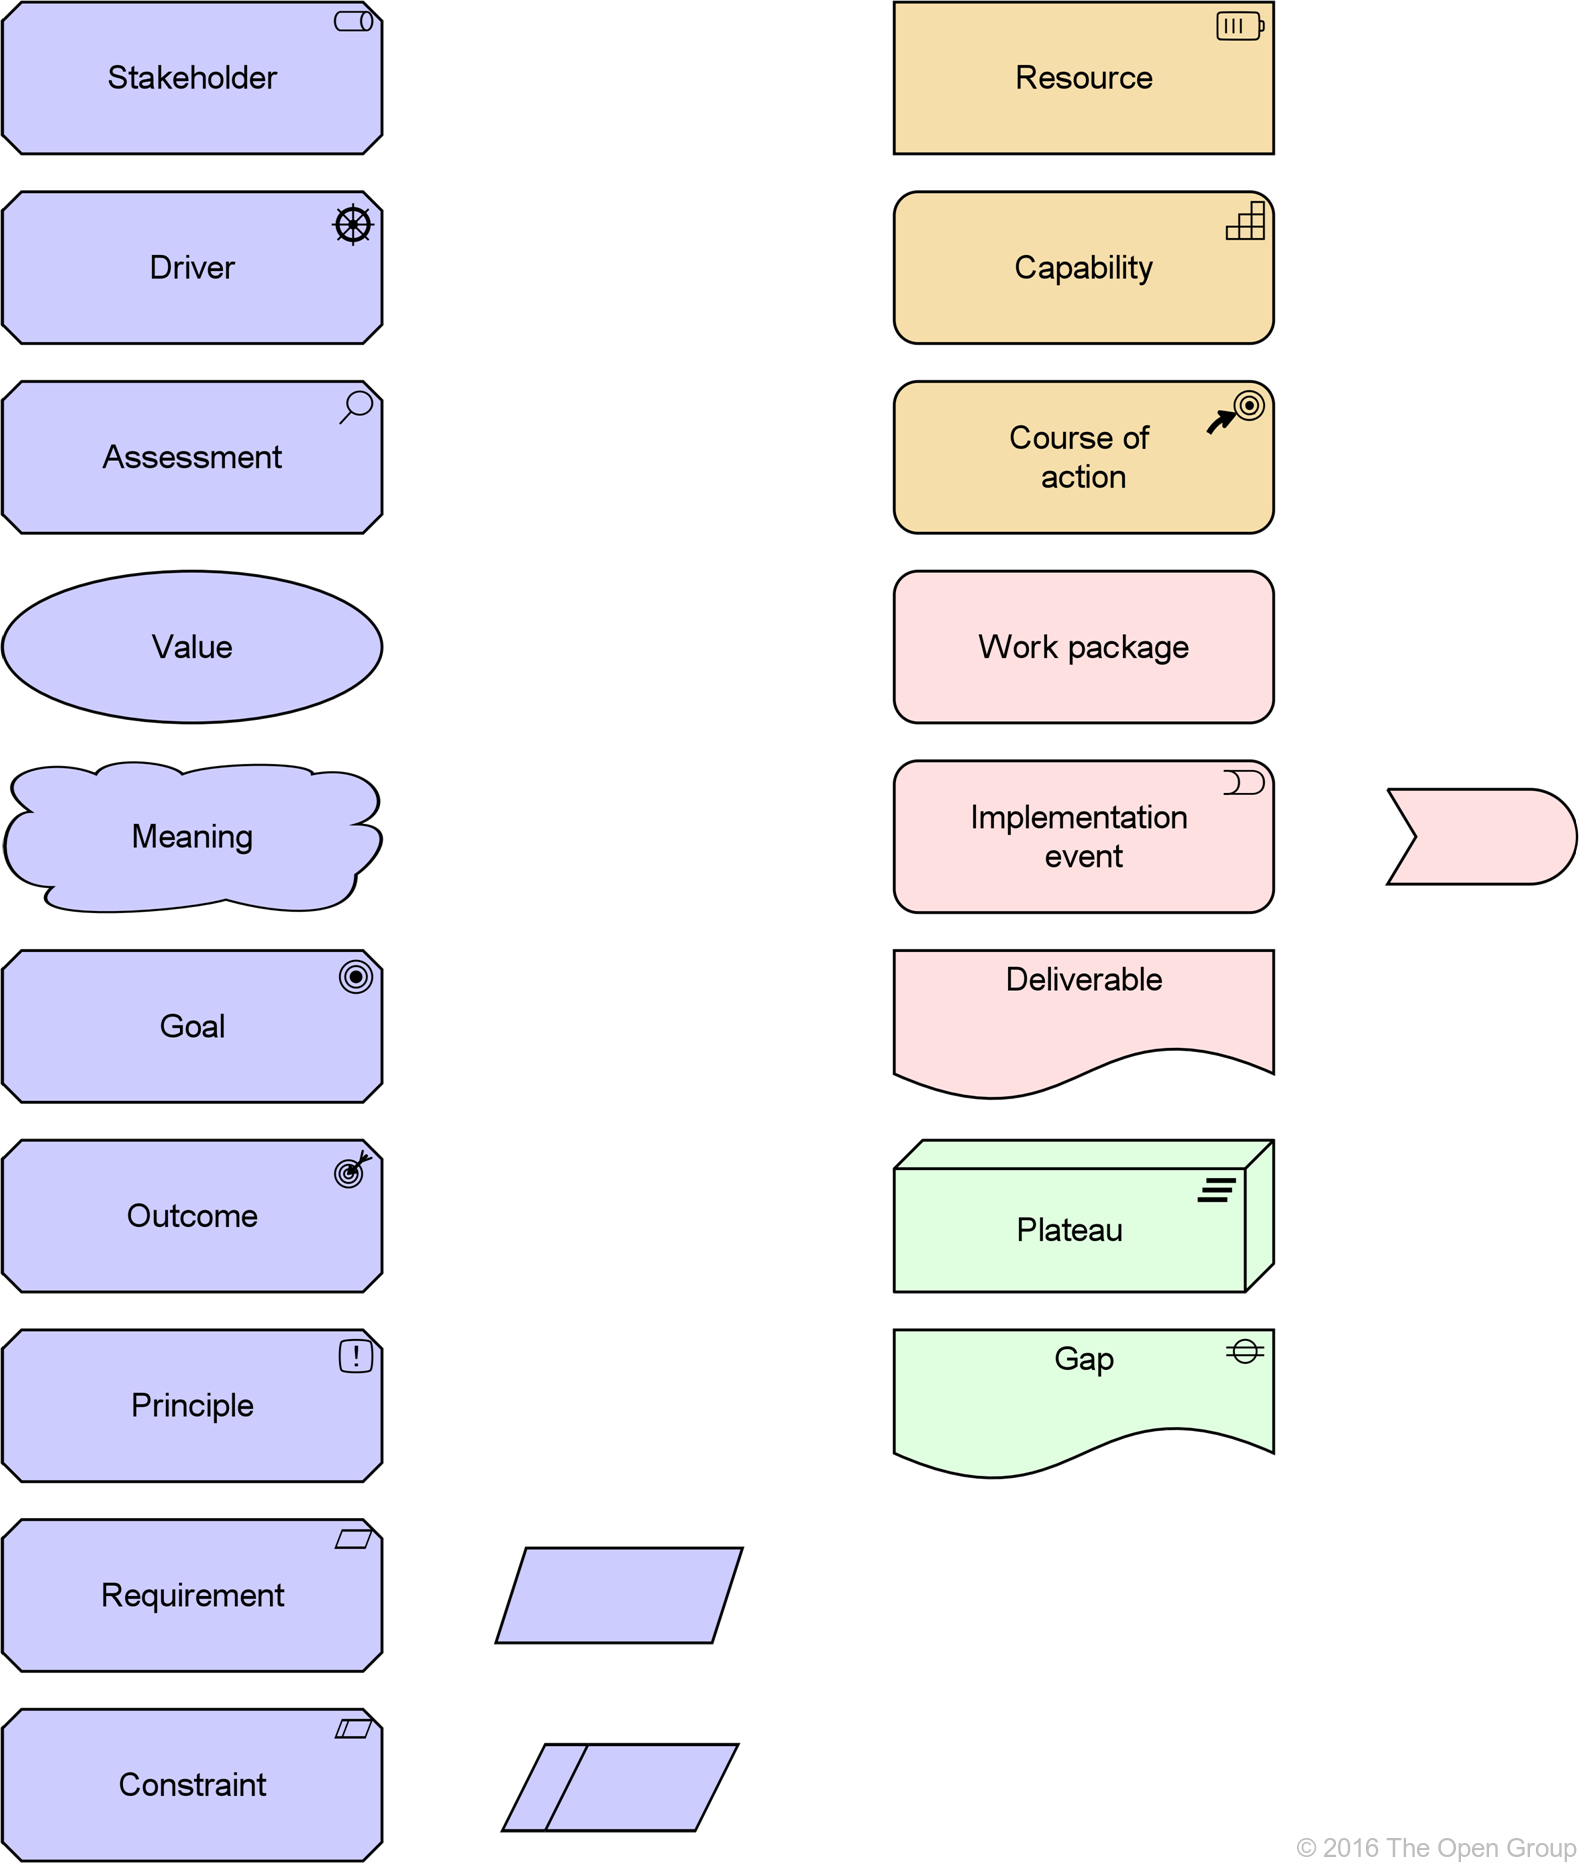 Stakeholder
Driver
Assessment
Value
Meaning
Goal
Outcome
!
Principle
Requirement
Constraint
Resource
Capability
Course of
action
Work package
Implementation
event
Deliverable
Plateau
Gap
© 2016 The Open Group